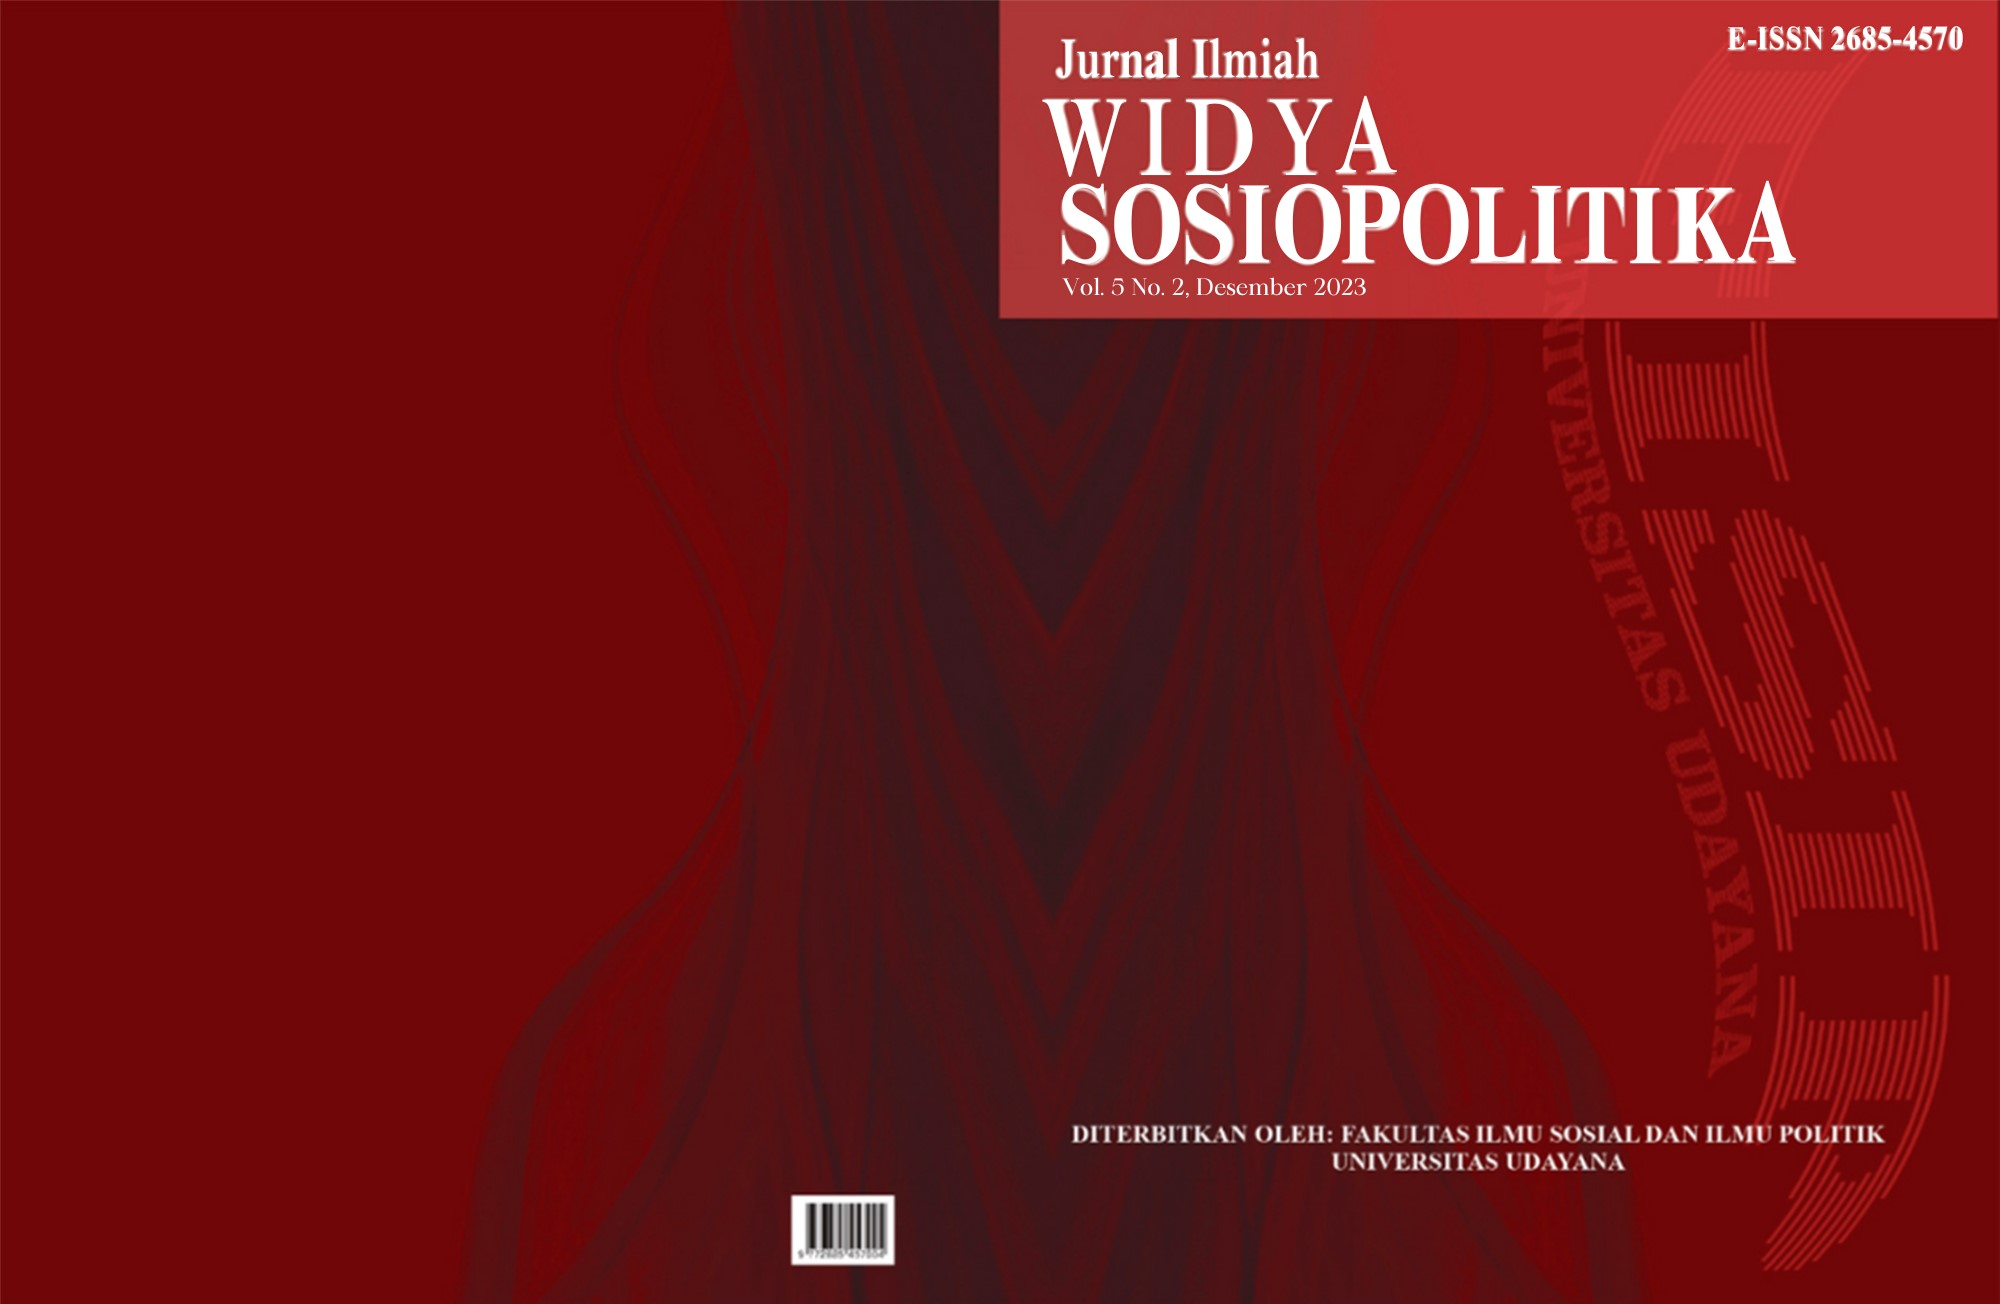 E-ISSN 2685-4570
Jurnal Ilmiah
WIDYA
SOSIOPOLITIKA
Vol. 5 No. 2, Desember 2023
FISIP
UNIVERSITAS UDAYANA
DITERBITKAN OLEH: FAKULTAS ILMU SOSIAL DAN ILMU POLITIK
UNIVERSITAS UDAYANA